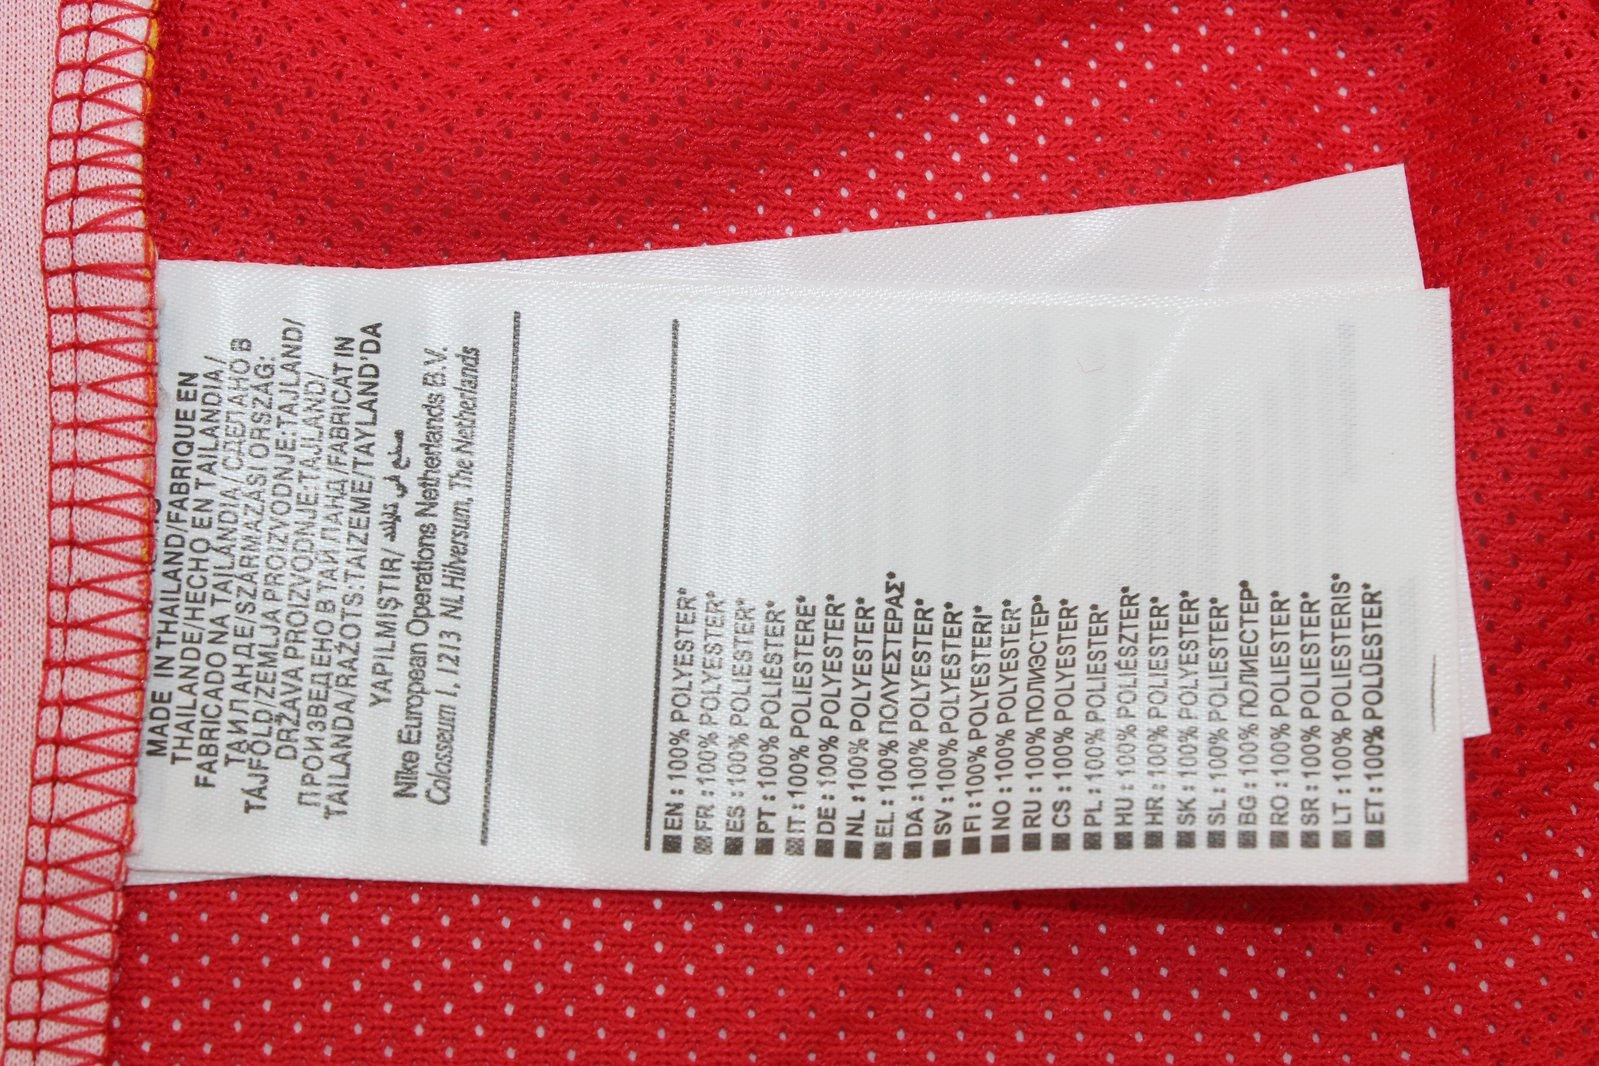 MADE IN THAILAND/FABRIQUE EN
THAILANDE/HECHO EN TAILANDIA/
FABRICADO NA TAILÂNDIA/СДЕЛАНО В
ТАИЛАНДЕ/SZÁRMAZÁSI ORSZÁG:
TÁJFÖLD/ZEMLJA PROIZVODNJE:TAJLAND/
DRŽAVA PROIZVODNJE:TAJLAND/
ПРОИЗВЕДЕНО В ТАЙЛАНД/FABRICAT IN
TAILANDA/RAŽOTS:TAIZEME/TAYLAND'DA
YAPILMIŞTIR/ صنع في تايلند
Nike European Operations Netherlands B.V.
Colosseum 1, 1213 NL Hilversum, The Netherlands
EN : 100% POLYESTER*
FR : 100% POLYESTER*
ES : 100% POLIESTER*
PT : 100% POLIÉSTER*
IT : 100% POLIESTERE*
DE : 100% POLYESTER*
NL : 100% POLYESTER*
EL : 100% ΠΟΛΥΕΣΤΕΡΑΣ*
DA : 100% POLYESTER*
SV : 100% POLYESTER*
FI : 100% POLYESTERI*
NO : 100% POLYESTER*
RU : 100% ПОЛИЭСТЕР*
CS : 100% POLYESTER*
PL : 100% POLIESTER*
HU : 100% POLIÉSZTER*
HR : 100% POLIESTER*
SK : 100% POLYESTER*
SL : 100% POLIESTER*
BG : 100% ПОЛИЕСТЕР*
RO : 100% POLIESTER*
SR : 100% POLIESTER*
LT : 100% POLIESTERIS*
ET : 100% POLÜESTER*